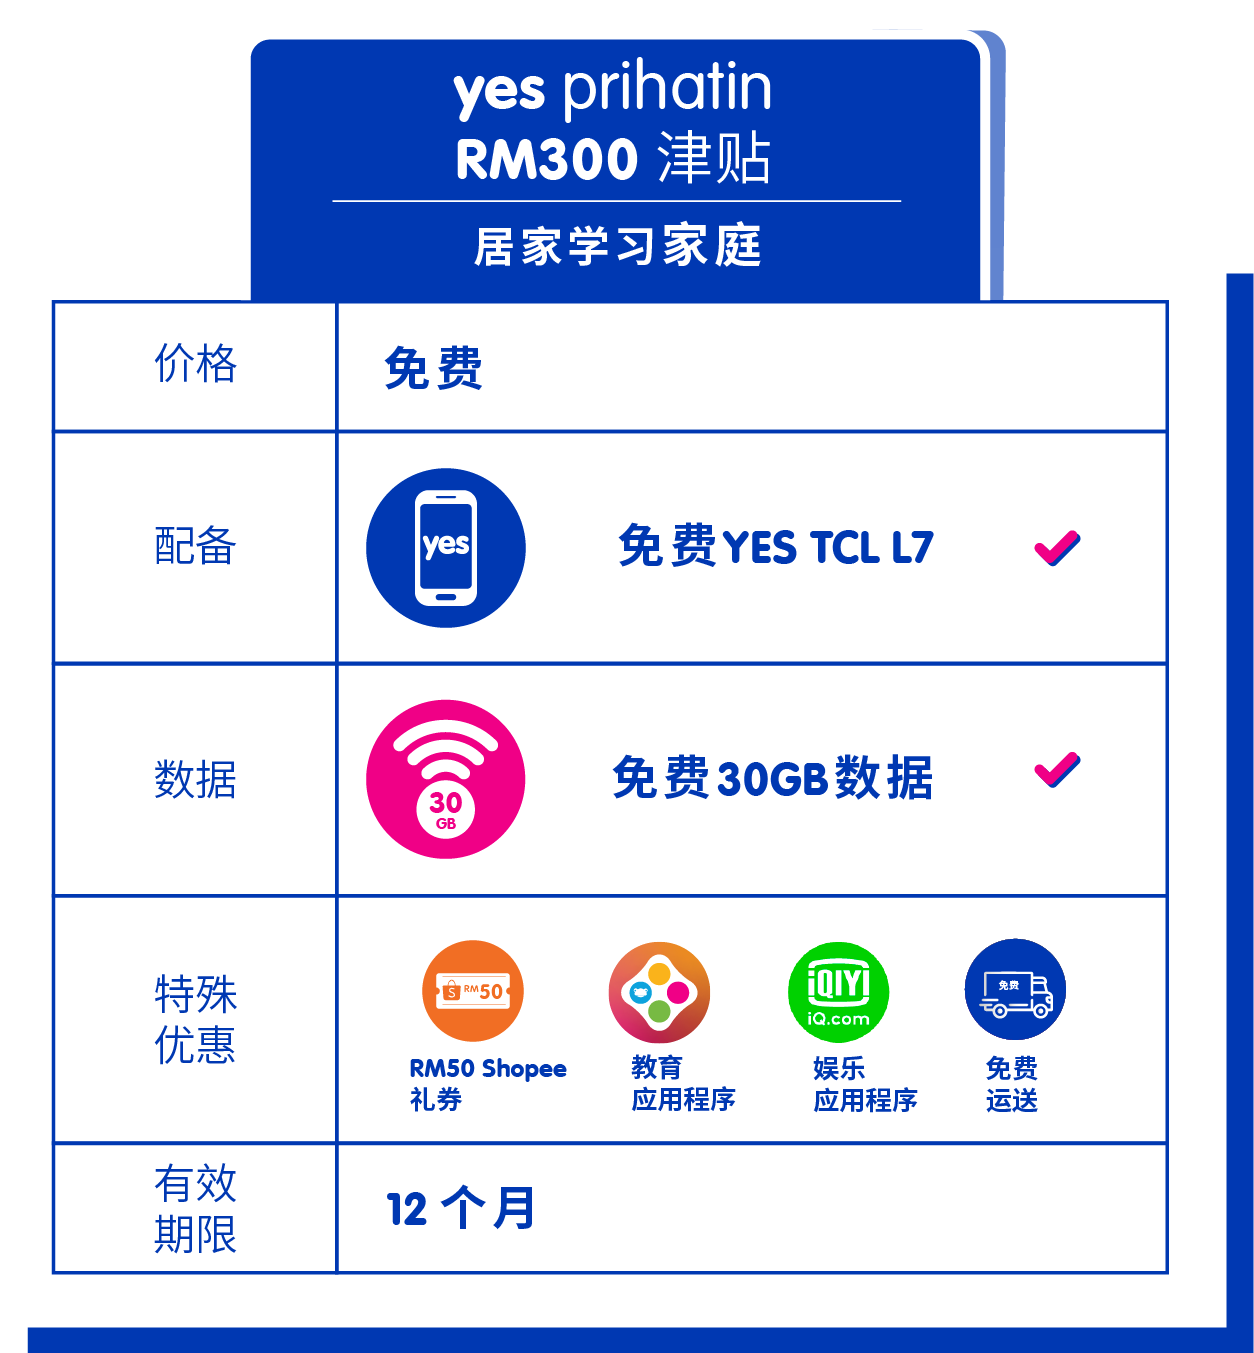 yes prihatin
RM300 津贴
居家学习家庭
价格
免费
配备
yes
免费YES TCL L7
数据
30
GB
免费30GB数据
特殊
优惠
S RM50
RM50 Shopee
礼券
教育
应用程序
iQIYI
iQ.com
娱乐
应用程序
免费
免费
运送
有效
期限
12 个月